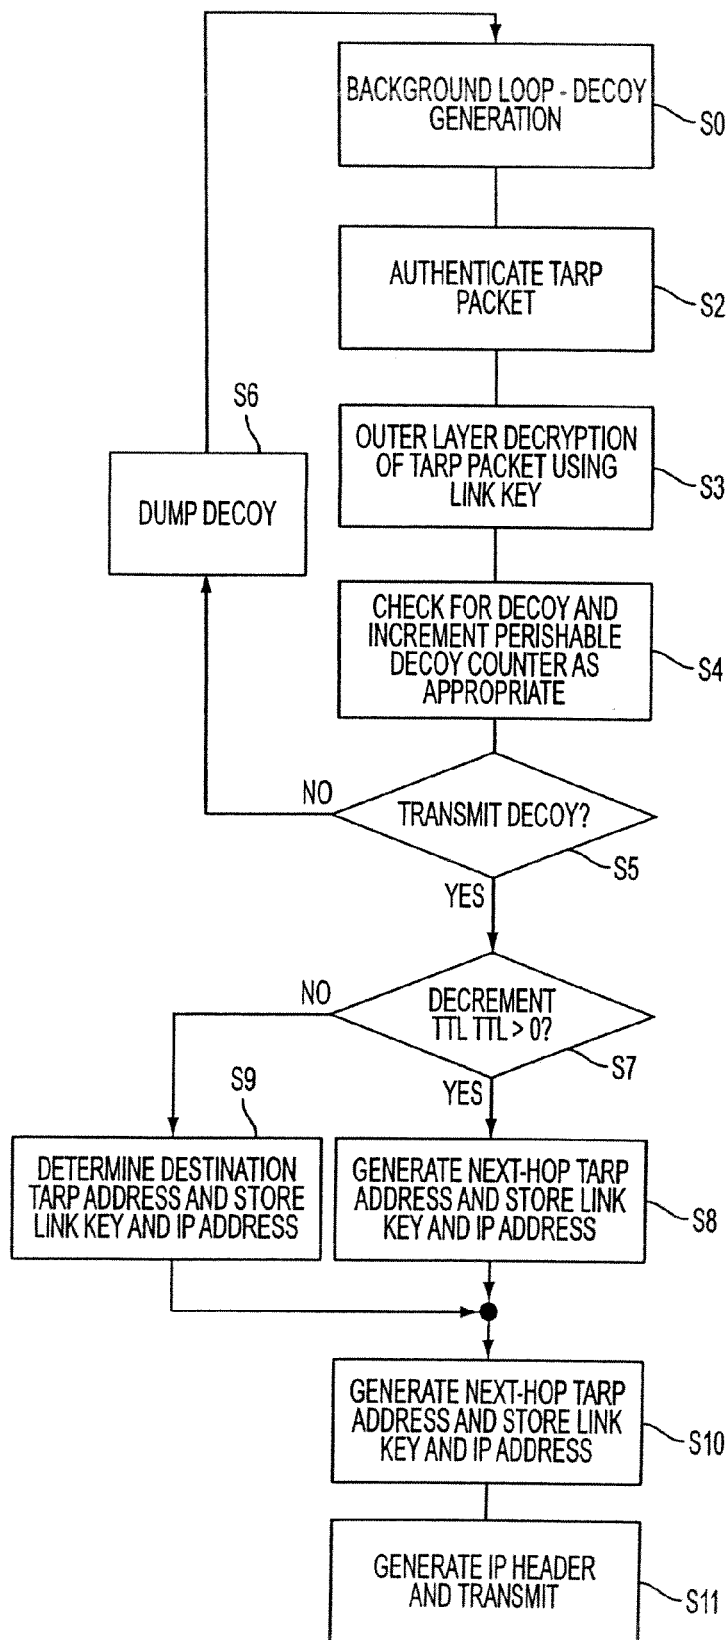 BACKGROUND LOOP - DECOY
GENERATION
S0
AUTHENTICATE TARP
PACKET
S2
S6
DUMP DECOY
OUTER LAYER DECRYPTION
OF TARP PACKET USING
LINK KEY
S3
CHECK FOR DECOY AND
INCREMENT PERISHABLE
DECOY COUNTER AS
APPROPRIATE
S4
NO
TRANSMIT DECOY?
S5
YES
NO
DECREMENT
TTL TTL > 0?
S7
YES
S9
DETERMINE DESTINATION
TARP ADDRESS AND STORE
LINK KEY AND IP ADDRESS
GENERATE NEXT-HOP TARP
ADDRESS AND STORE LINK
KEY AND IP ADDRESS
S8
GENERATE NEXT-HOP TARP
ADDRESS AND STORE LINK
KEY AND IP ADDRESS
S10
GENERATE IP HEADER
AND TRANSMIT
S11